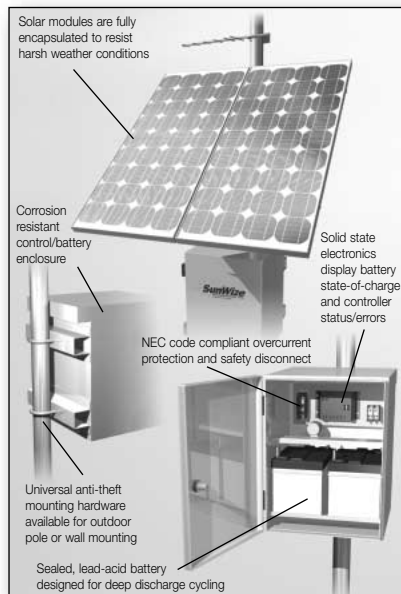 Solar modules are fully
encapsulated to resist
harsh weather conditions
Corrosion
resistant
control/battery
enclosure
SunWize
Solid state
electronics
display battery
state-of-charge
and controller
status/errors
NEC code compliant overcurrent
protection and safety disconnect
Universal anti-theft
mounting hardware
available for outdoor
pole or wall mounting
Sealed, lead-acid battery
designed for deep discharge cycling